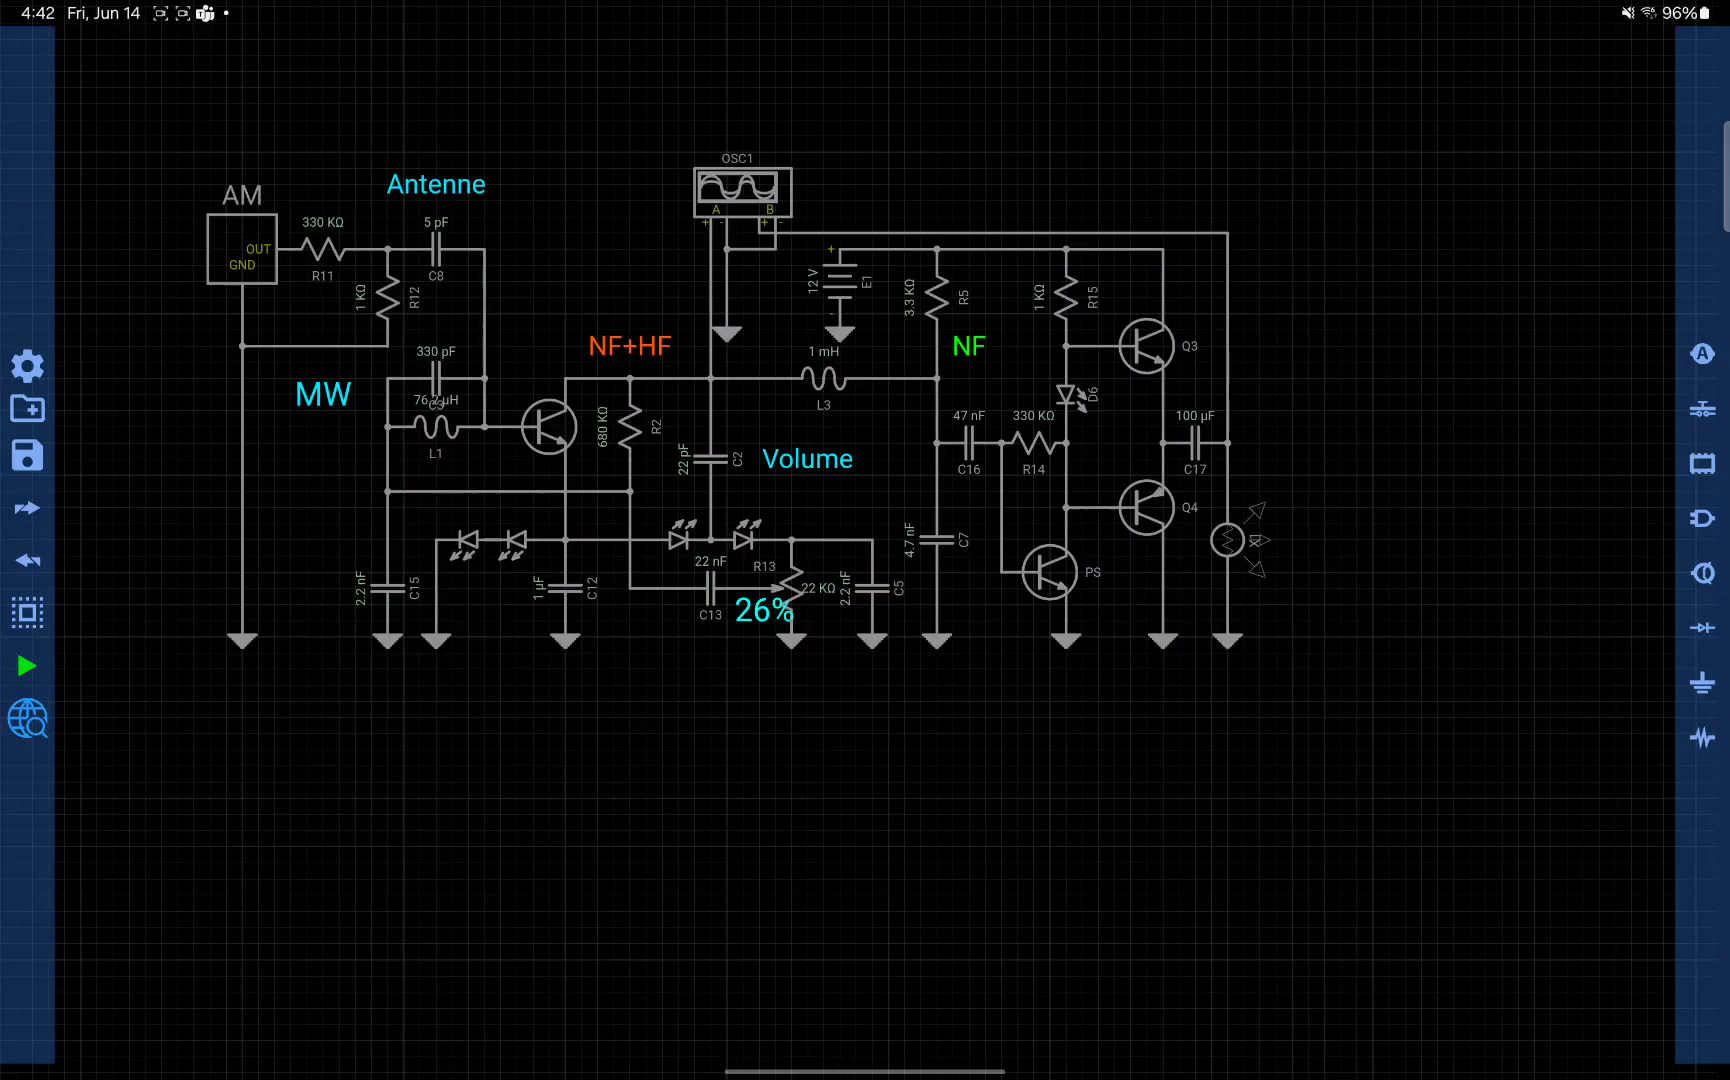 4:42 Fri, Jun 14
96%
OSC1
A B
+ - + -
AM
Antenne
OUT
GND
330 KΩ
R11
5 pF
C8
1 KΩ
R12
12 V
+
-
E1
3.3 KΩ
R5
1 KΩ
R15
Q3
NF+HF
NF
1 mH
L3
MW
330 pF
C3
76.2 uH
L1
680 KΩ
R2
22 pF
C2
Volume
D6
47 nF
C16
330 KΩ
R14
100 µF
C17
Q4
X1
2.2 nF
C15
1 µF
C12
22 nF
C13
R13
22 KΩ
26%
2.2 nF
C5
4.7 nF
C7
PS
A